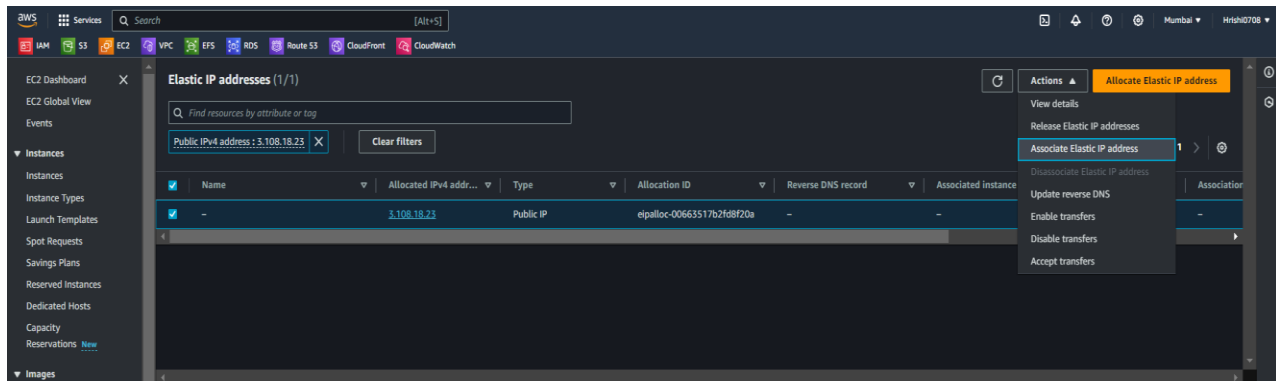 aws Services Search [Alt+S] Mumbai Hrishi0708
IAM S3 EC2 VPC EFS RDS Route 53 CloudFront CloudWatch
EC2 Dashboard
EC2 Global View
Events
Instances
Instances
Instance Types
Launch Templates
Spot Requests
Savings Plans
Reserved Instances
Dedicated Hosts
Capacity
Reservations New
Images
Elastic IP addresses (1/1)
Actions
Allocate Elastic IP address
Find resources by attribute or tag
Public IPv4 address : 3.108.18.23
Clear filters
1
View details
Release Elastic IP addresses
Associate Elastic IP address
Disassociate Elastic IP address
Update reverse DNS
Enable transfers
Disable transfers
Accept transfers
Name Allocated IPv4 addr... Type Allocation ID Reverse DNS record Associated instance Association
– 3.108.18.23 Public IP eipalloc-00663517b2fd8f20a – – –